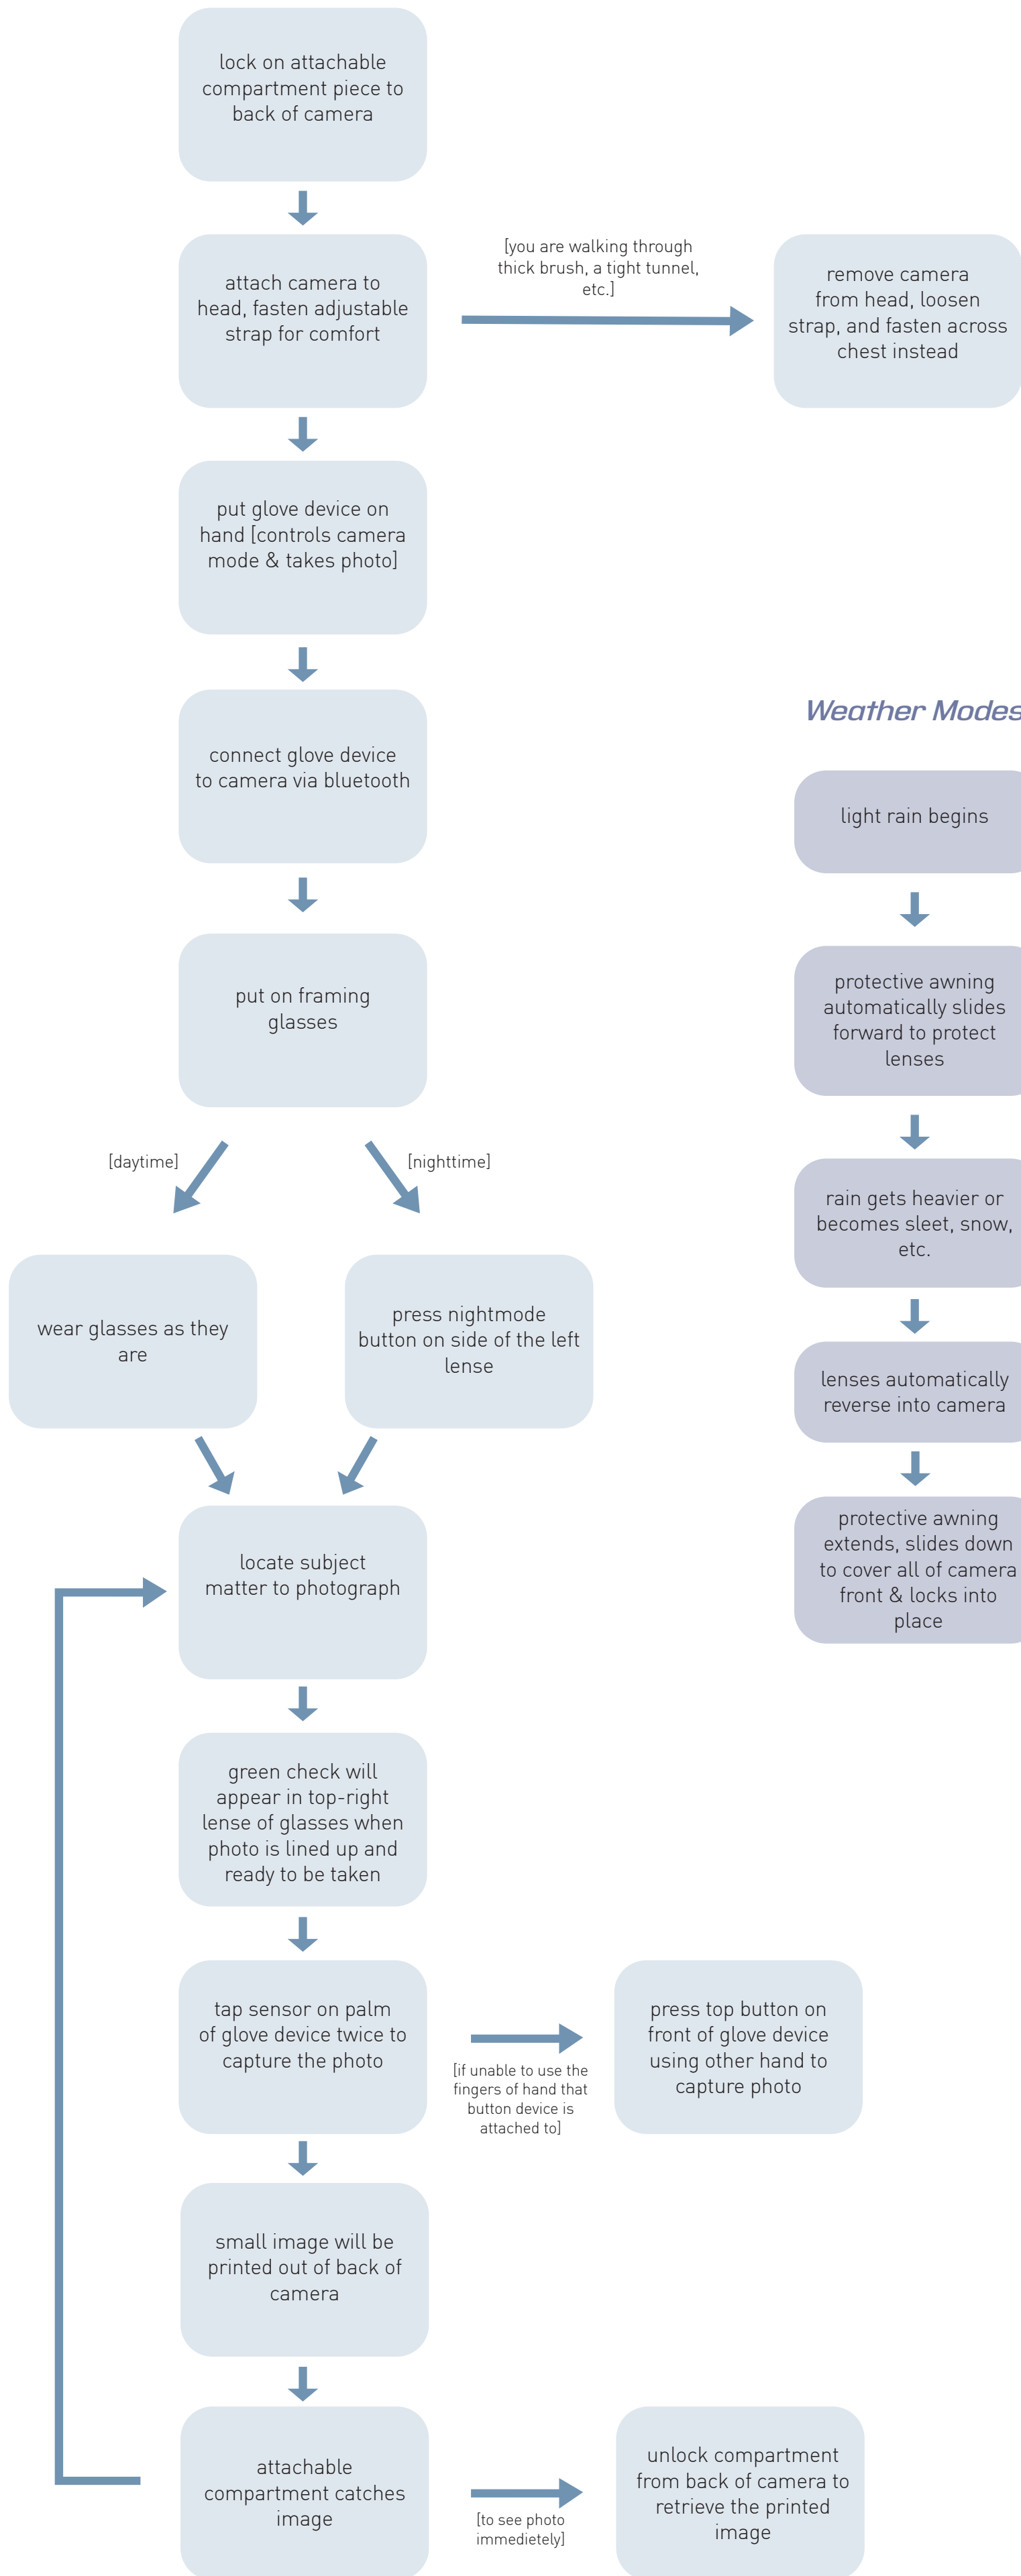 lock on attachable
compartment piece to
back of camera
attach camera to
head, fasten adjustable
strap for comfort
[you are walking through
thick brush, a tight tunnel,
etc.]
remove camera
from head, loosen
strap, and fasten across
chest instead
put glove device on
hand [controls camera
mode & takes photo]
connect glove device
to camera via bluetooth
put on framing
glasses
[daytime]
[nighttime]
wear glasses as they
are
press nightmode
button on side of the left
lense
locate subject
matter to photograph
green check will
appear in top-right
lense of glasses when
photo is lined up and
ready to be taken
tap sensor on palm
of glove device twice to
capture the photo
[if unable to use the
fingers of hand that
button device is
attached to]
press top button on
front of glove device
using other hand to
capture photo
small image will be
printed out of back of
camera
attachable
compartment catches
image
[to see photo
immedietely]
unlock compartment
from back of camera to
retrieve the printed
image
Weather Modes
light rain begins
protective awning
automatically slides
forward to protect
lenses
rain gets heavier or
becomes sleet, snow,
etc.
lenses automatically
reverse into camera
protective awning
extends, slides down
to cover all of camera
front & locks into
place